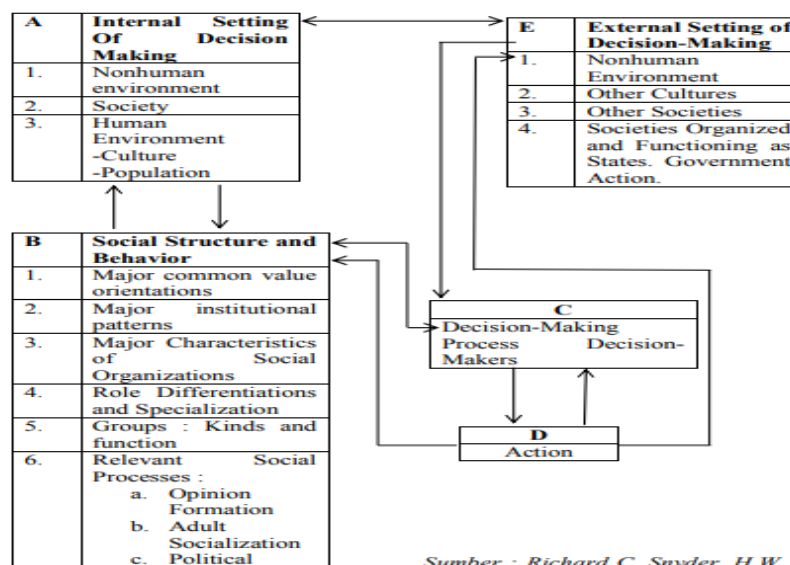 A Internal Setting
Of Decision
Making
1. Nonhuman
environment
2. Society
3. Human
Environment
-Culture
-Population
E External Setting of
Decision-Making
1. Nonhuman
Environment
2. Other Cultures
3. Other Societies
4. Societies Organized
and Functioning as
States. Government
Action.
B Social Structure and
Behavior
1. Major common value
orientations
2. Major institutional
patterns
3. Major Characteristics
of Social
Organizations
4. Role Differentiations
and Specialization
5. Groups : Kinds and
function
6. Relevant Social
Processes :
a. Opinion
Formation
b. Adult
Socialization
c. Political
C
Decision-Making
Process Decision-
Makers
D
Action
Sumber : Richard C. Snyder, H.W.